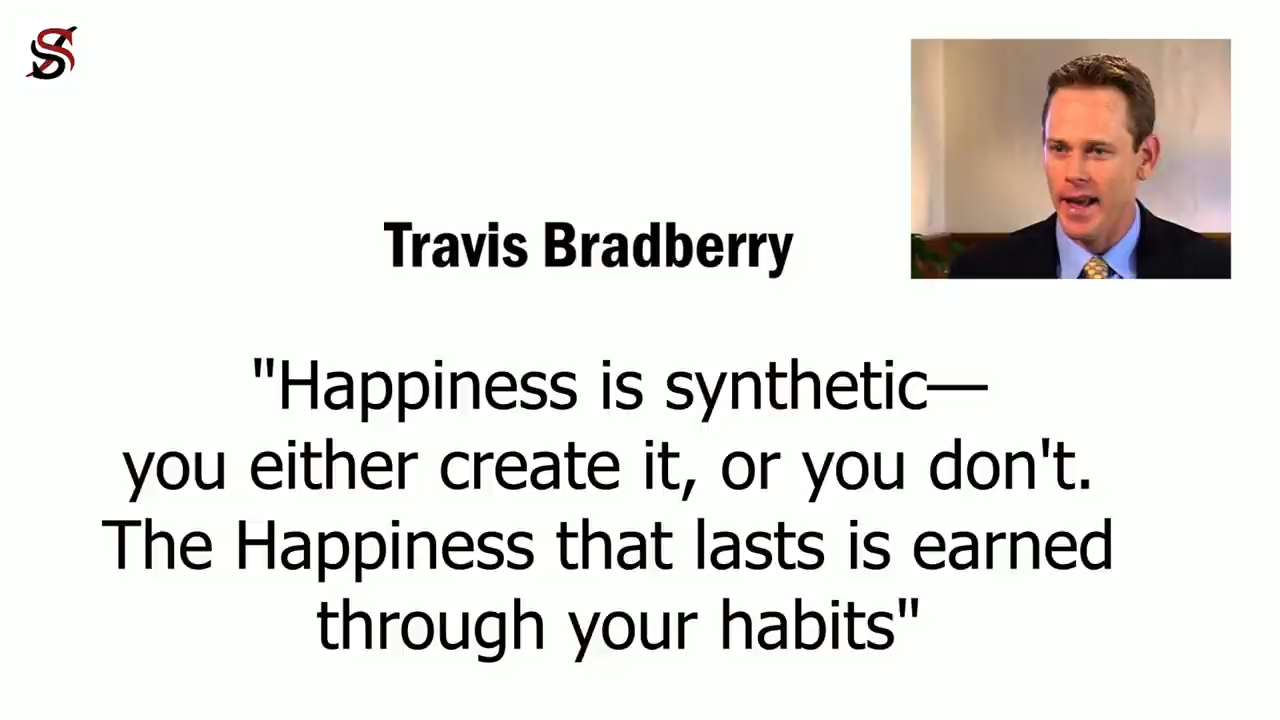 Travis Bradberry
"Happiness is synthetic—
you either create it, or you don't.
The Happiness that lasts is earned
through your habits"